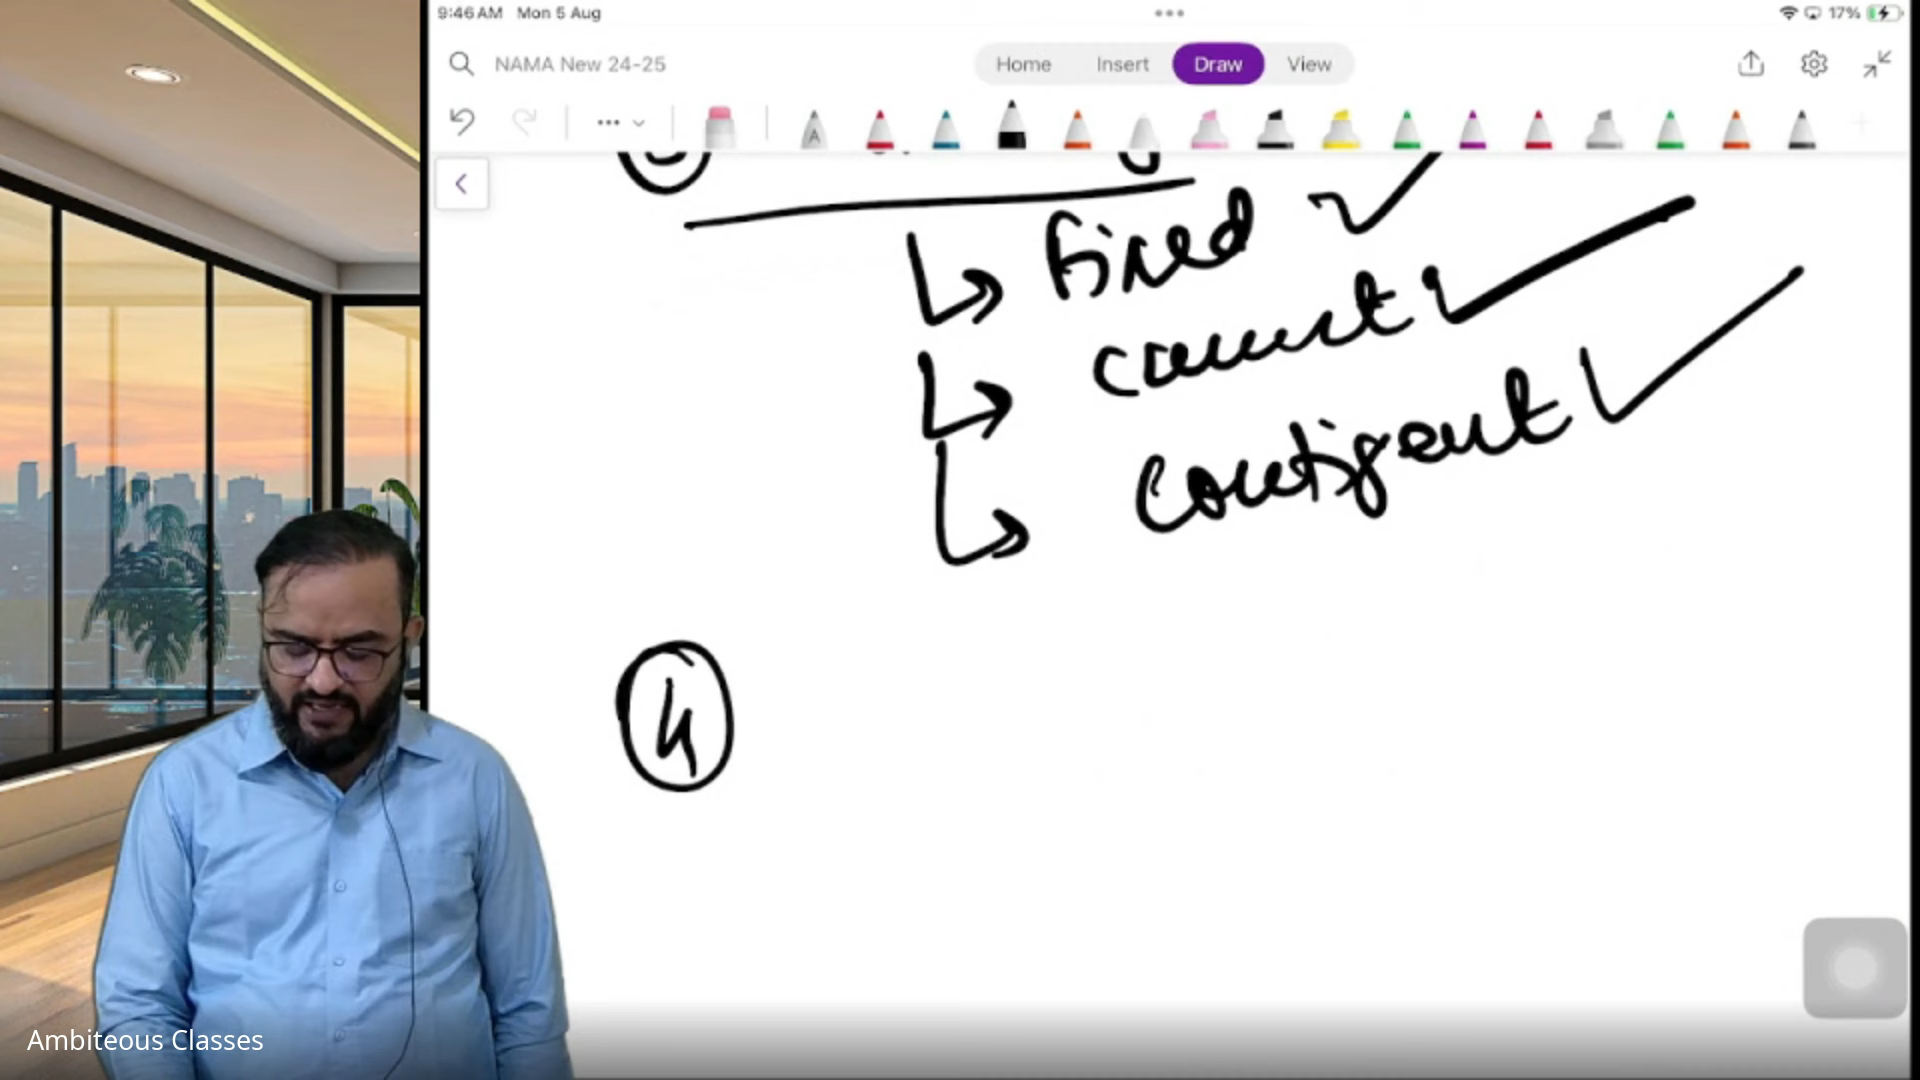 9:46 AM Mon 5 Aug
17%
NAMA New 24-25
Home Insert Draw View
A
fixed
current
contigent
4
Ambiteous Classes